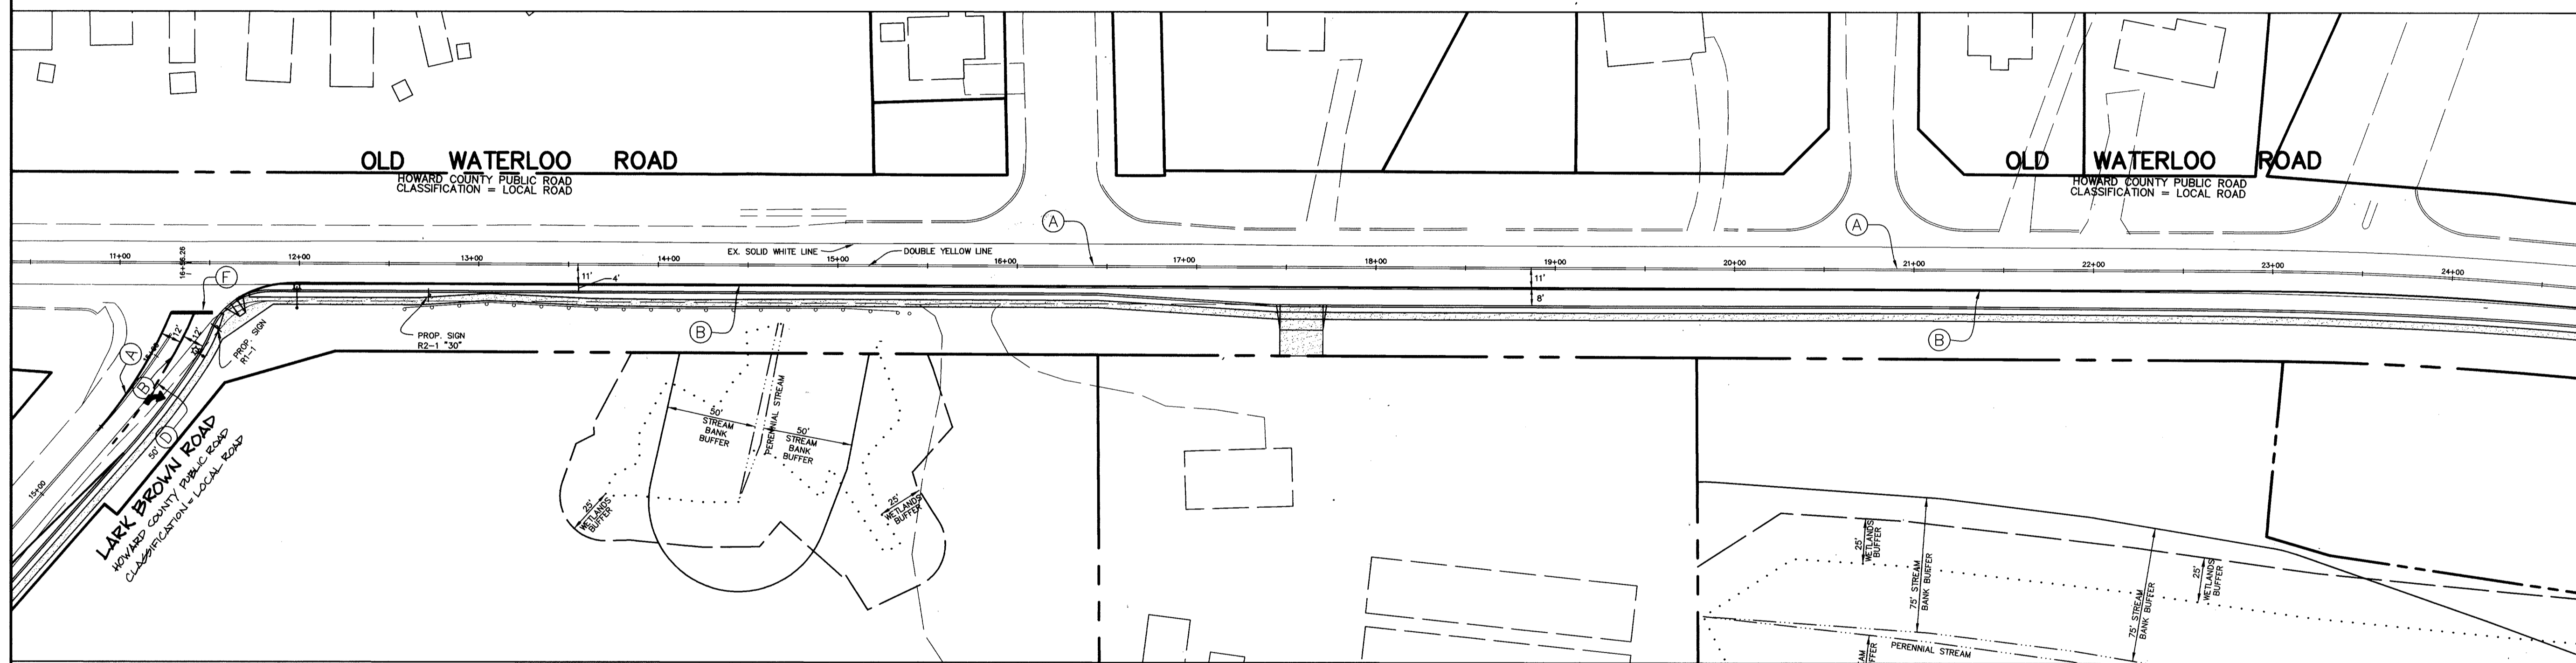 OLD WATERLOO ROAD
HOWARD COUNTY PUBLIC ROAD
CLASSIFICATION = LOCAL ROAD
OLD WATERLOO ROAD
HOWARD COUNTY PUBLIC ROAD
CLASSIFICATION = LOCAL ROAD
A
A
EX. SOLID WHITE LINE
DOUBLE YELLOW LINE
11+00
12+00
13+00
14+00
15+00
16+00
17+00
18+00
19+00
20+00
21+00
22+00
23+00
24+00
F
11'
4'
11'
8'
12'
12'
PROP. SIGN
R1-1
PROP. SIGN
R2-1 "30"
B
B
A
B
D
50'
15+00
LARK BROWN ROAD
HOWARD COUNTY PUBLIC ROAD
CLASSIFICATION = LOCAL ROAD
50'
STREAM
BANK
BUFFER
PERENNIAL STREAM
50'
STREAM
BANK
BUFFER
25'
WETLANDS
BUFFER
25'
WETLANDS
BUFFER
25'
WETLANDS
BUFFER
75' STREAM
BANK BUFFER
75' STREAM
BANK BUFFER
25'
WETLANDS
BUFFER
PERENNIAL STREAM